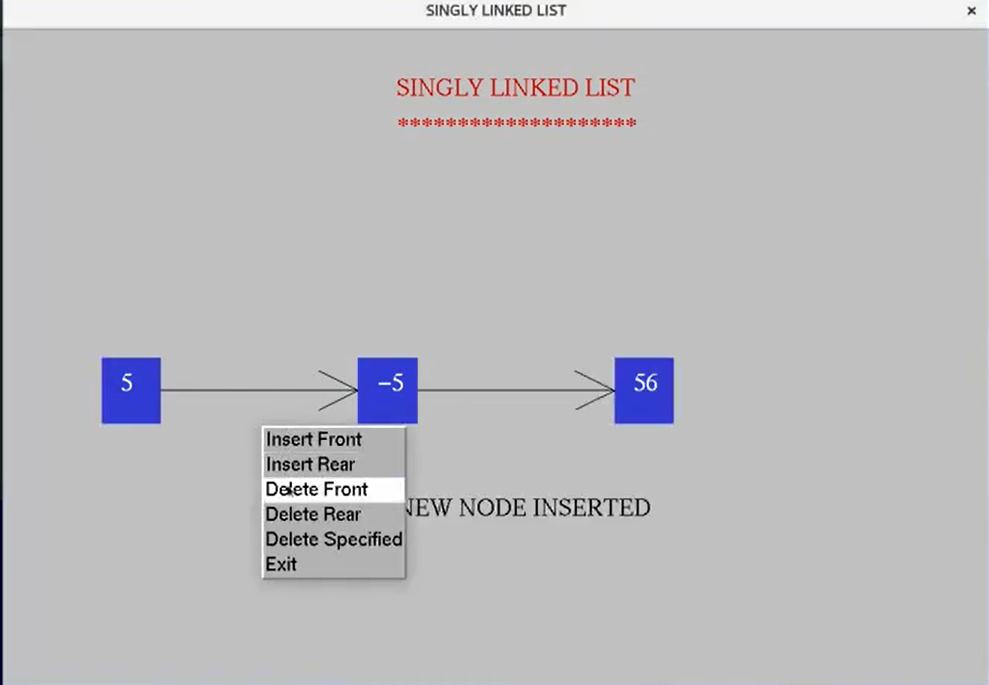 SINGLY LINKED LIST
×
SINGLY LINKED LIST
********************
5
−5
56
Insert Front
Insert Rear
Delete Front
NEW NODE INSERTED
Delete Rear
Delete Specified
Exit